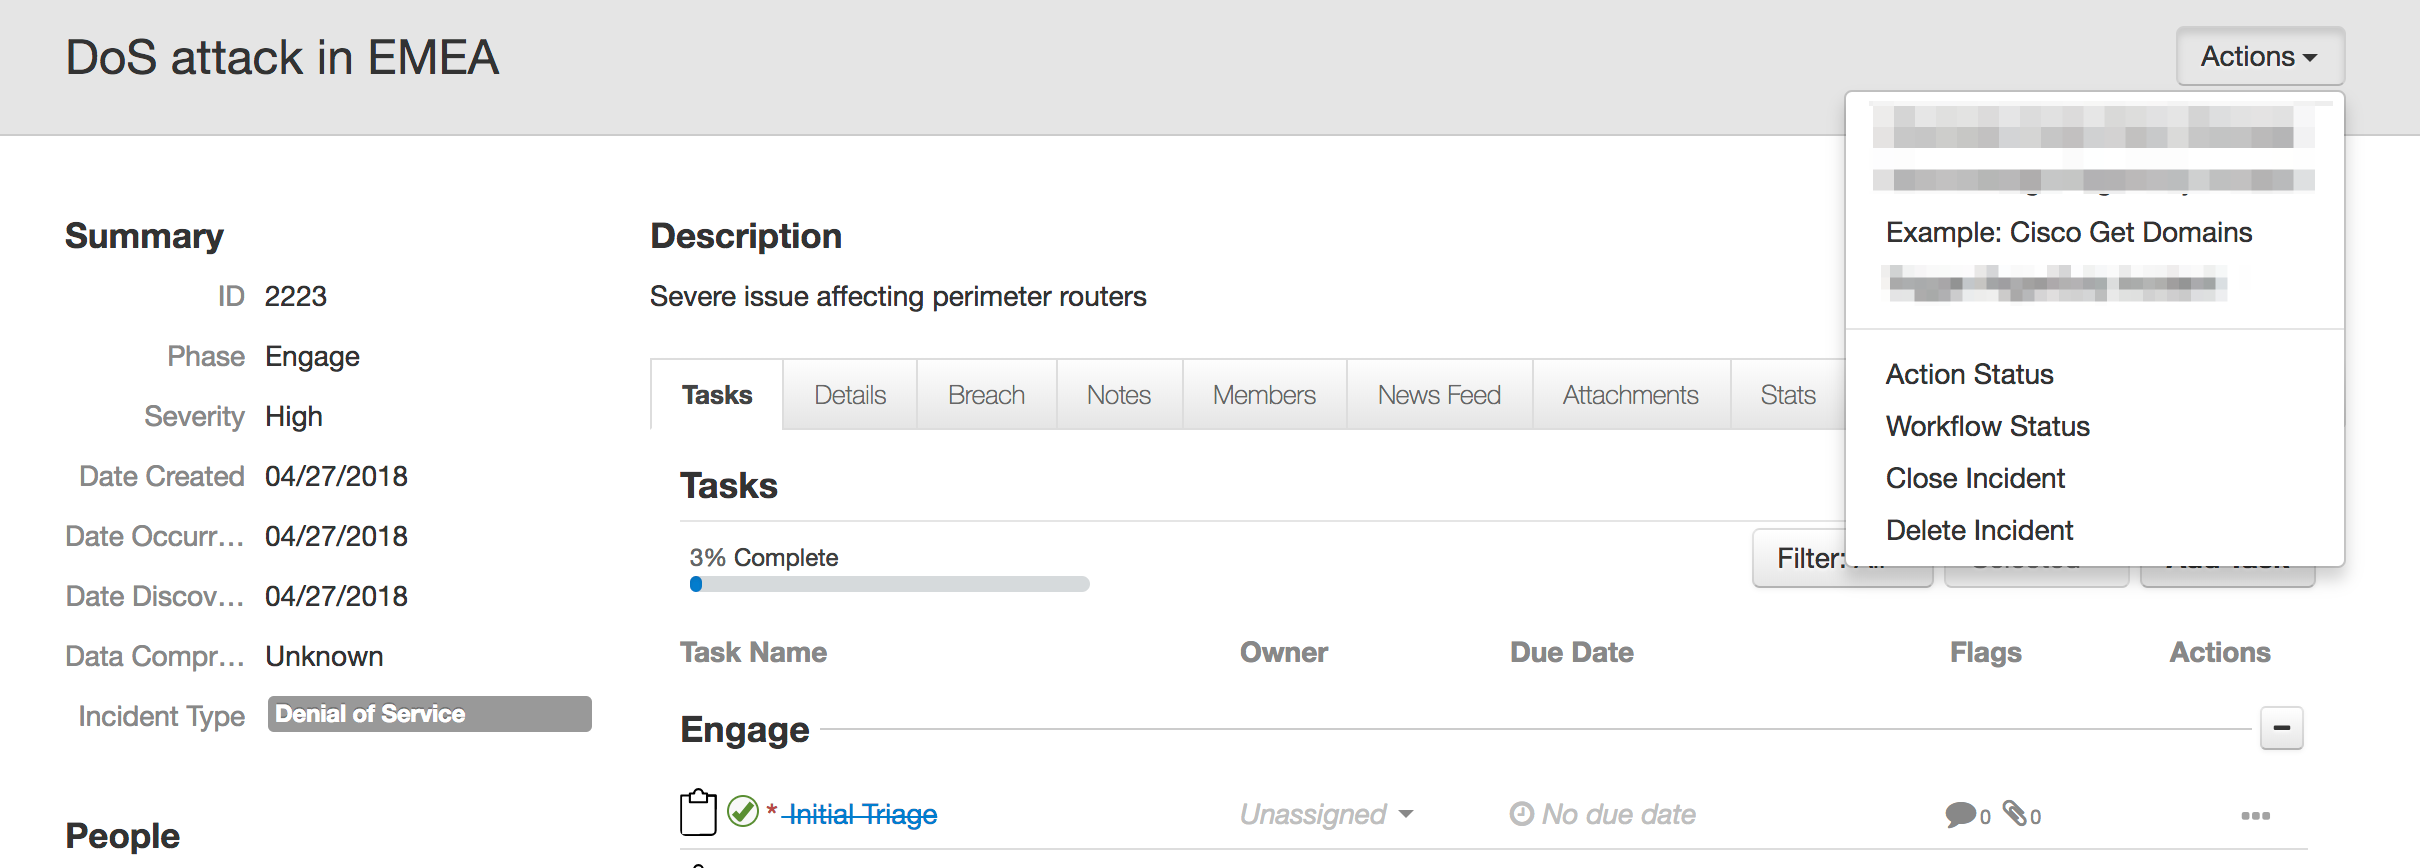 DoS attack in EMEA
Actions
Example: Cisco Get Domains
Action Status
Workflow Status
Close Incident
Delete Incident
Summary
ID 2223
Phase Engage
Severity High
Date Created 04/27/2018
Date Occurr... 04/27/2018
Date Discov... 04/27/2018
Data Compr... Unknown
Incident Type Denial of Service
People
Description
Severe issue affecting perimeter routers
Tasks Details Breach Notes Members News Feed Attachments Stats
Tasks
3% Complete
Filter:
Task Name Owner Due Date Flags Actions
Engage
* Initial Triage Unassigned No due date 0 0